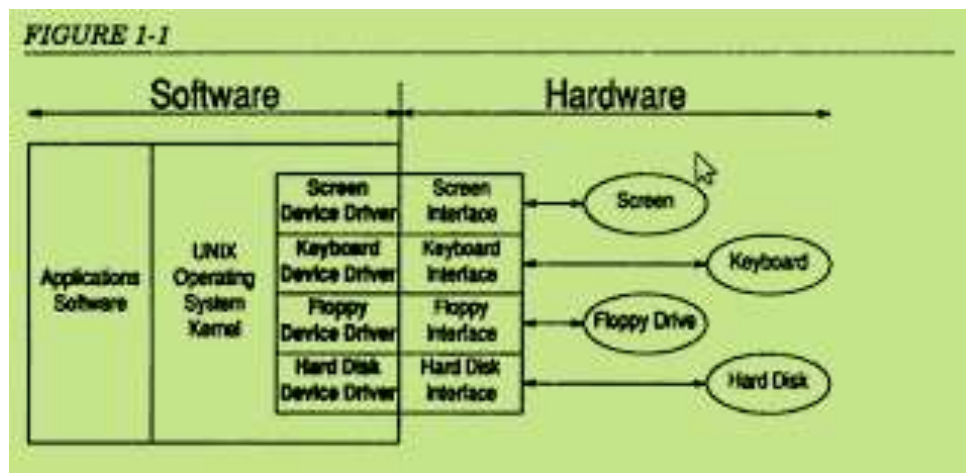 FIGURE 1-1
Software
Hardware
Applications
Software
UNIX
Operating
System
Kernel
Screen
Device Driver
Screen
Interface
Screen
Keyboard
Device Driver
Keyboard
Interface
Keyboard
Floppy
Device Driver
Floppy
Interface
Floppy Drive
Hard Disk
Device Driver
Hard Disk
Interface
Hard Disk